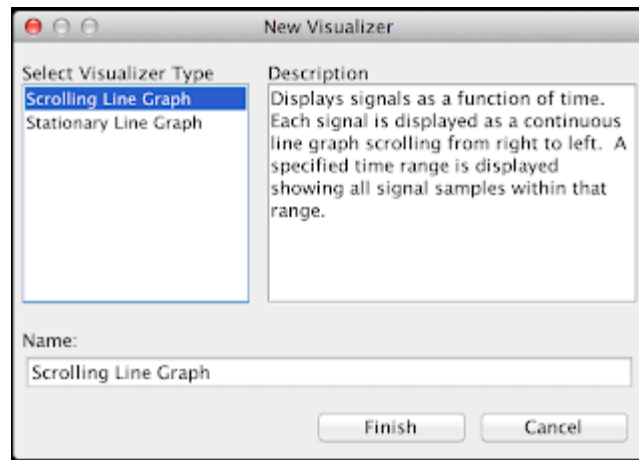 New Visualizer
Select Visualizer Type
Scrolling Line Graph
Stationary Line Graph
Description
Displays signals as a function of time.
Each signal is displayed as a continuous
line graph scrolling from right to left. A
specified time range is displayed
showing all signal samples within that
range.
Name:
Scrolling Line Graph
Finish
Cancel